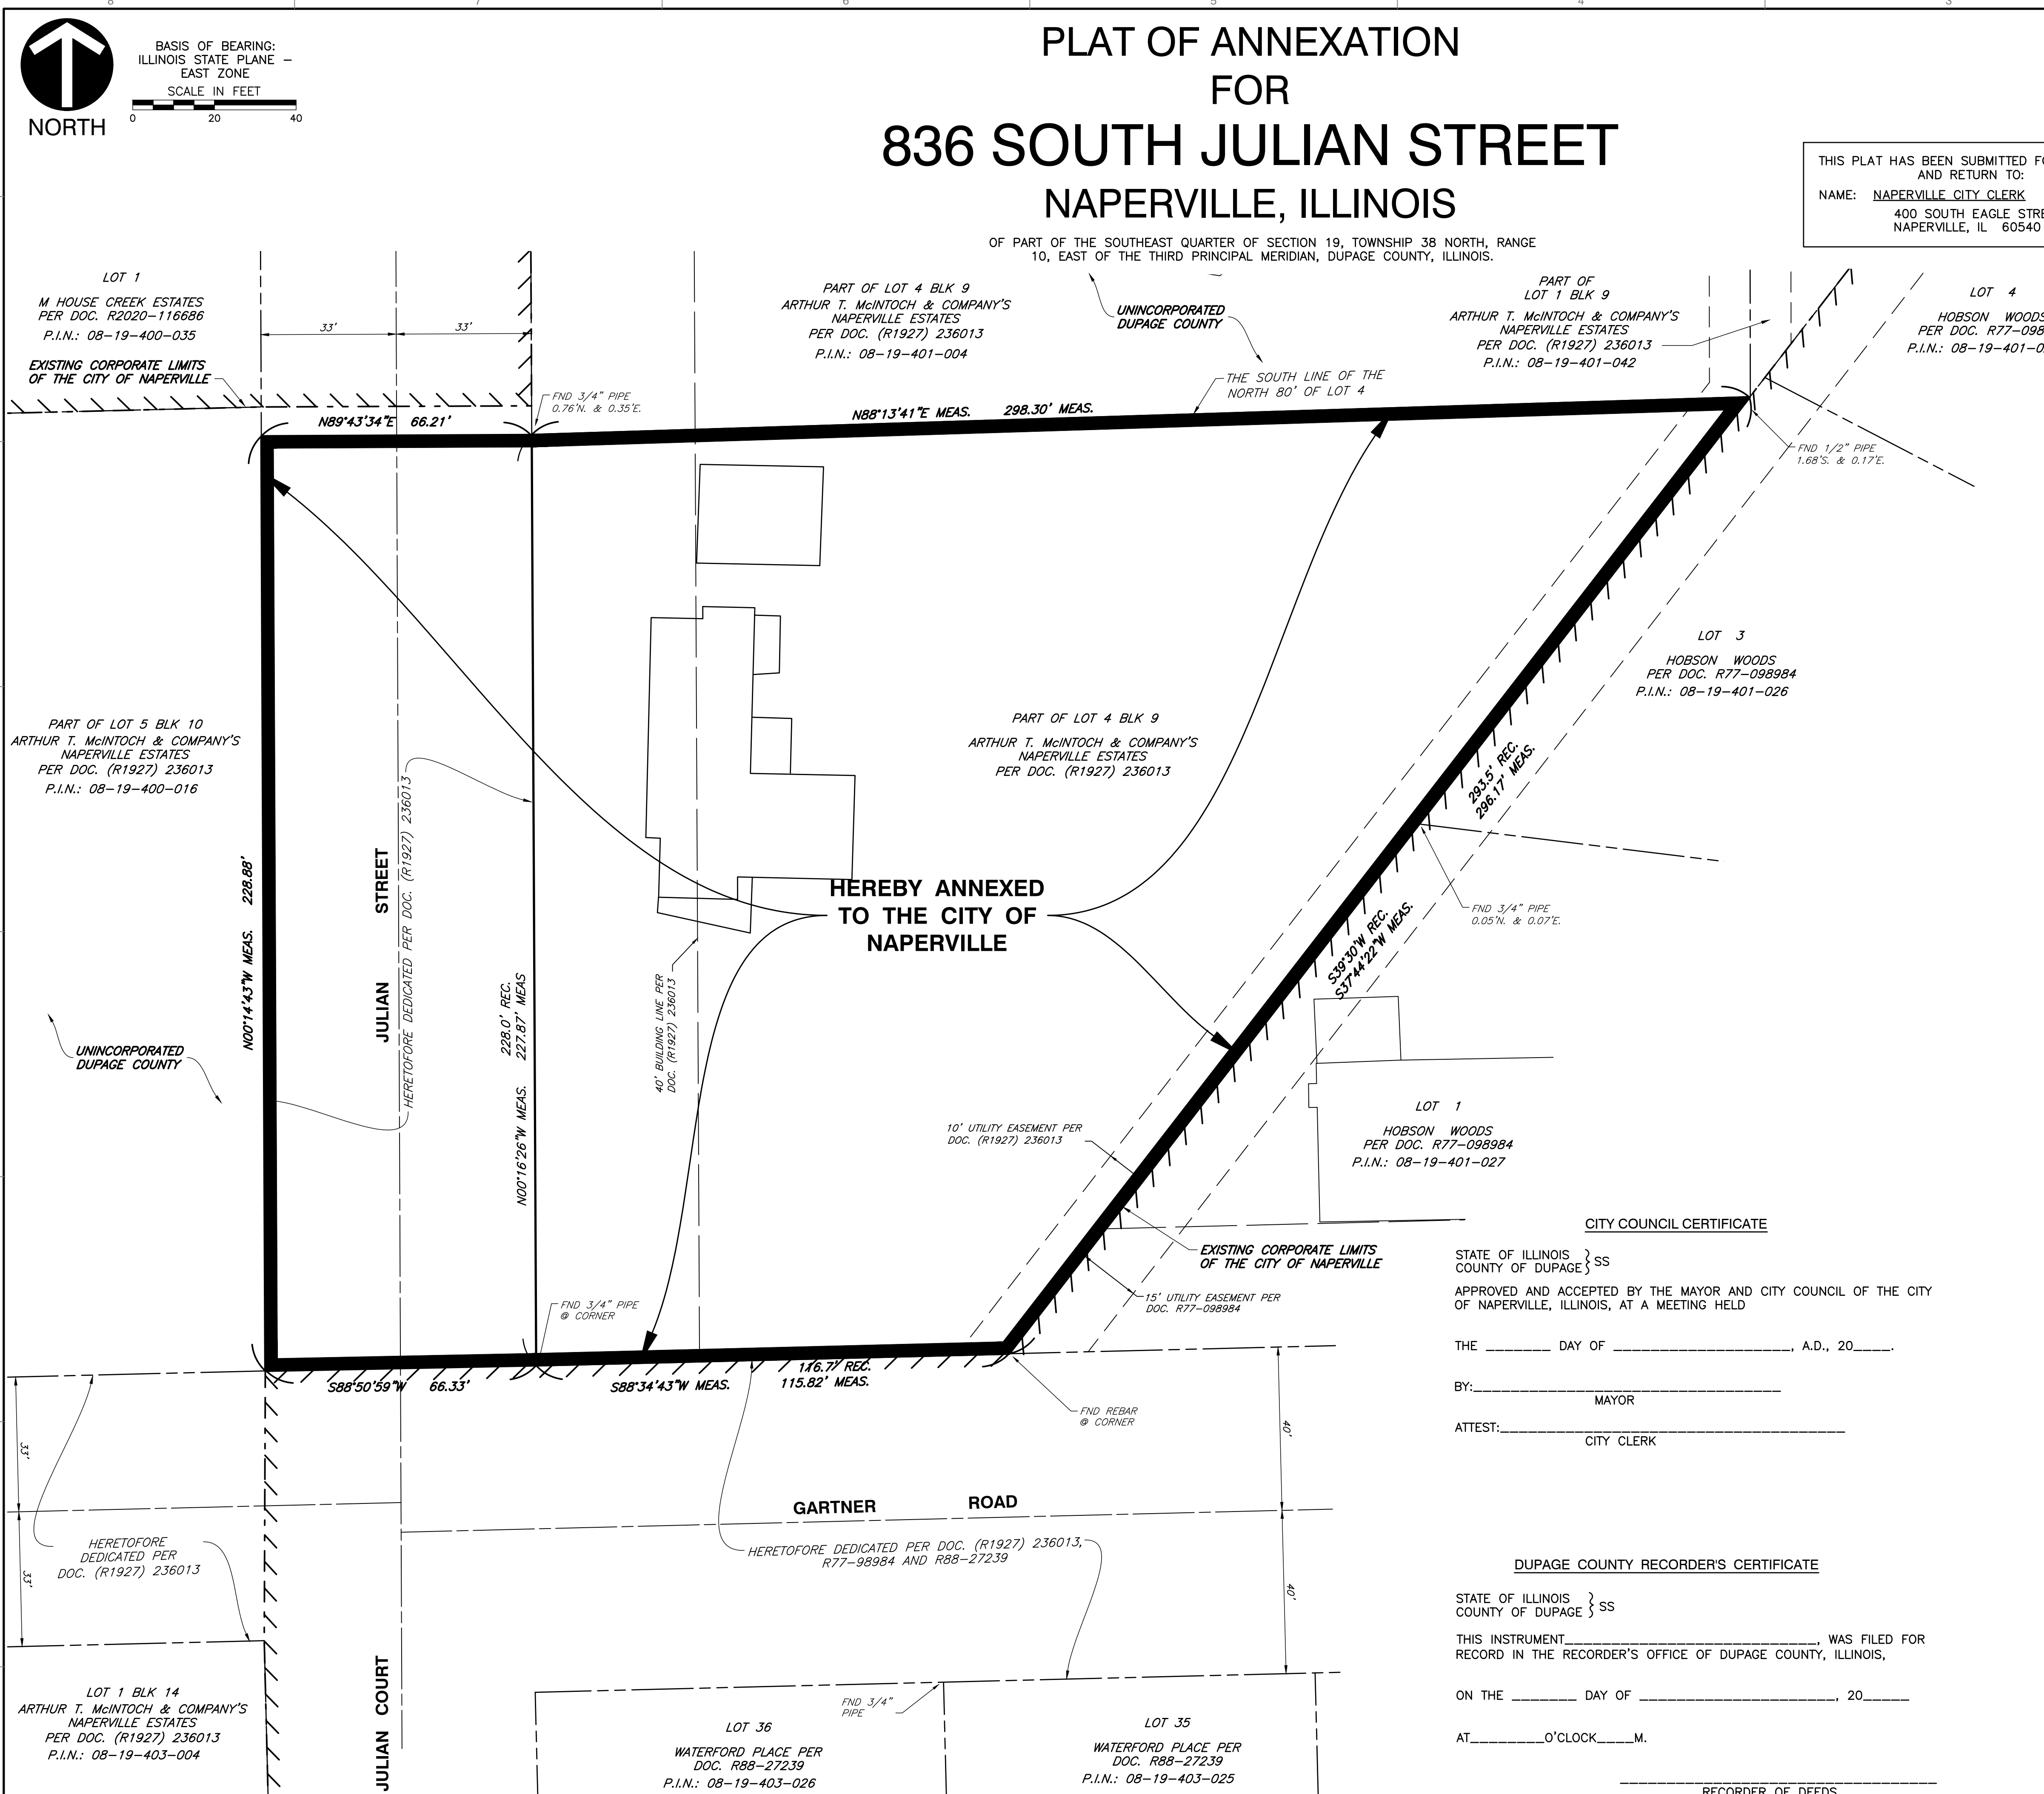 8 7 6 5 4 3
NORTH
BASIS OF BEARING:
ILLINOIS STATE PLANE –
EAST ZONE
SCALE IN FEET
0 20 40
PLAT OF ANNEXATION
FOR
836 SOUTH JULIAN STREET
NAPERVILLE, ILLINOIS
OF PART OF THE SOUTHEAST QUARTER OF SECTION 19, TOWNSHIP 38 NORTH, RANGE
10, EAST OF THE THIRD PRINCIPAL MERIDIAN, DUPAGE COUNTY, ILLINOIS.
THIS PLAT HAS BEEN SUBMITTED
AND RETURN TO:
NAME: NAPERVILLE CITY CLERK
400 SOUTH EAGLE
NAPERVILLE, IL 60540
LOT 1
M HOUSE CREEK ESTATES
PER DOC. R2020-116686
P.I.N.: 08-19-400-035
EXISTING CORPORATE LIMITS
OF THE CITY OF NAPERVILLE
33' 33'
PART OF LOT 4 BLK 9
ARTHUR T. McINTOCH & COMPANY'S
NAPERVILLE ESTATES
PER DOC. (R1927) 236013
P.I.N.: 08-19-401-004
UNINCORPORATED
DUPAGE COUNTY
PART OF
LOT 1 BLK 9
ARTHUR T. McINTOCH & COMPANY'S
NAPERVILLE ESTATES
PER DOC. (R1927) 236013
P.I.N.: 08-19-401-042
LOT 4
HOBSON WOODS
PER DOC.
P.I.N.:
THE SOUTH LINE OF THE
NORTH 80' OF LOT 4
FND 3/4" PIPE
0.76'N. & 0.35'E.
N89°43'34"E 66.21'
N88°13'41"E MEAS. 298.30' MEAS.
FND 1/2" PIPE
1.68'S. & 0.17'E.
LOT 3
HOBSON WOODS
PER DOC. R77-098984
P.I.N.: 08-19-401-026
PART OF LOT 5 BLK 10
ARTHUR T. McINTOCH & COMPANY'S
NAPERVILLE ESTATES
PER DOC. (R1927) 236013
P.I.N.: 08-19-400-016
PART OF LOT 4 BLK 9
ARTHUR T. McINTOCH & COMPANY'S
NAPERVILLE ESTATES
PER DOC. (R1927) 236013
293.5' REC.
296.17' MEAS.
N00°14'43"W MEAS. 228.88'
JULIAN STREET
HERETOFORE DEDICATED PER DOC. (R1927) 236013
228.0' REC.
N00°16'26"W MEAS. 227.87' MEAS
40' BUILDING LINE PER
DOC. (R1927) 236013
HEREBY ANNEXED
TO THE CITY OF
NAPERVILLE
FND 3/4" PIPE
0.05'N. & 0.07'E.
S39°30'W REC.
S37°44'22"W MEAS.
UNINCORPORATED
DUPAGE COUNTY
10' UTILITY EASEMENT PER
DOC. (R1927) 236013
LOT 1
HOBSON WOODS
PER DOC. R77-098984
P.I.N.: 08-19-401-027
EXISTING CORPORATE LIMITS
OF THE CITY OF NAPERVILLE
15' UTILITY EASEMENT PER
DOC. R77-098984
FND 3/4" PIPE
@ CORNER
S88°50'59"W 66.33'
116.7' REC.
S88°34'43"W MEAS. 115.82' MEAS.
FND REBAR
@ CORNER
CITY COUNCIL CERTIFICATE
STATE OF ILLINOIS
COUNTY OF DUPAGE } SS
APPROVED AND ACCEPTED BY THE MAYOR AND CITY COUNCIL OF THE CITY
OF NAPERVILLE, ILLINOIS, AT A MEETING HELD
THE _______ DAY OF ___________________, A.D., 20____.
BY:_________________________________
MAYOR
ATTEST:_____________________________________
CITY CLERK
33'
33'
40'
40'
GARTNER ROAD
HERETOFORE
DEDICATED PER
DOC. (R1927) 236013
HERETOFORE DEDICATED PER DOC. (R1927) 236013,
R77-98984 AND R88-27239
DUPAGE COUNTY RECORDER'S CERTIFICATE
STATE OF ILLINOIS
COUNTY OF DUPAGE } SS
THIS INSTRUMENT___________________________, WAS FILED FOR
RECORD IN THE RECORDER'S OFFICE OF DUPAGE COUNTY, ILLINOIS,
ON THE _______ DAY OF _____________________, 20_____
AT________O'CLOCK____M.
RECORDER OF DEEDS
LOT 1 BLK 14
ARTHUR T. McINTOCH & COMPANY'S
NAPERVILLE ESTATES
PER DOC. (R1927) 236013
P.I.N.: 08-19-403-004
JULIAN COURT
FND 3/4"
PIPE
LOT 36
WATERFORD PLACE PER
DOC. R88-27239
P.I.N.: 08-19-403-026
LOT 35
WATERFORD PLACE PER
DOC. R88-27239
P.I.N.: 08-19-403-025